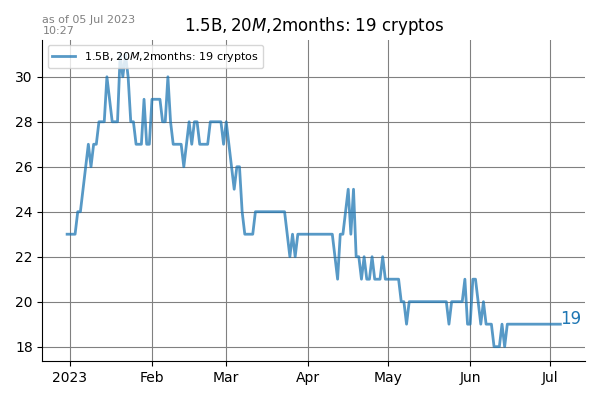 as of 05 Jul 2023
10:27
1.5B, 20M,2months: 19 cryptos
1.5B, 20M,2months: 19 cryptos
30
28
26
24
22
20
18
19
2023 Feb Mar Apr May Jun Jul